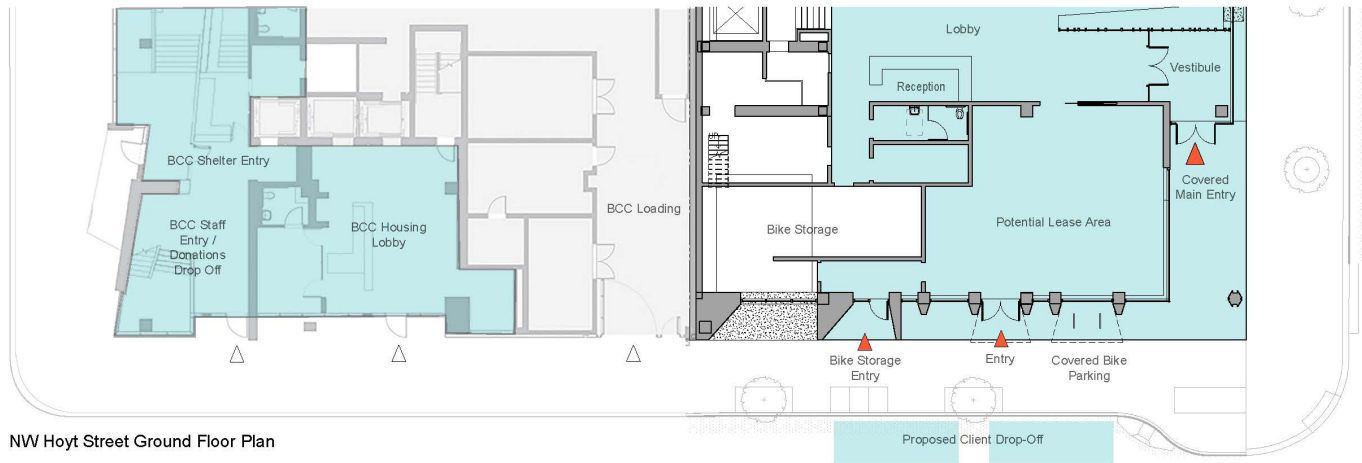 Lobby
Vestibule
Reception
BCC Shelter Entry
Covered
Main Entry
BCC Staff
Entry /
Donations
Drop Off
BCC Housing
Lobby
BCC Loading
Bike Storage
Potential Lease Area
Bike Storage
Entry
Entry
Covered Bike
Parking
NW Hoyt Street Ground Floor Plan
Proposed Client Drop-Off